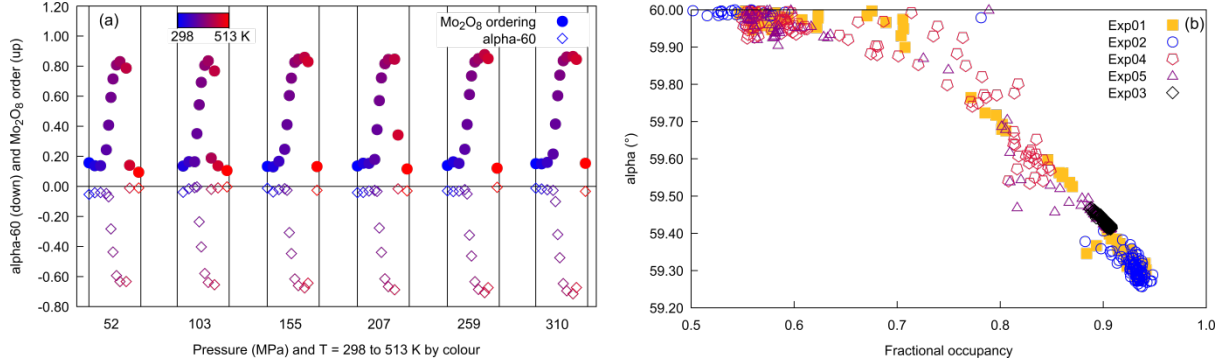 (a)
298 513 K
Mo₂O₈ ordering
alpha-60
1.20
1.00
0.80
0.60
0.40
0.20
0.00
-0.20
-0.40
-0.60
-0.80
alpha-60 (down) and Mo₂O₈ order (up)
52 103 155 207 259 310
Pressure (MPa) and T = 298 to 513 K by colour
(b)
Exp01
Exp02
Exp04
Exp05
Exp03
60.00
59.90
59.80
59.70
59.60
59.50
59.40
59.30
59.20
alpha (°)
0.5 0.6 0.7 0.8 0.9 1.0
Fractional occupancy